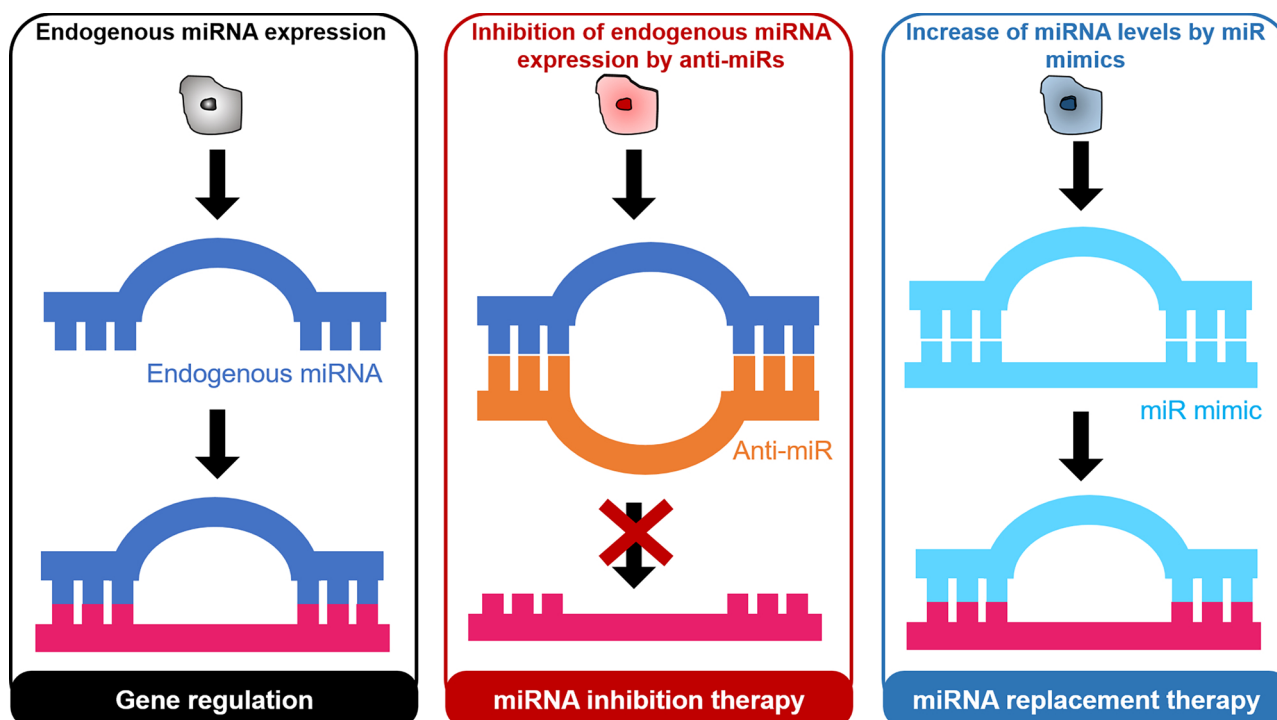 Endogenous miRNA expression
Endogenous miRNA
Gene regulation
Inhibition of endogenous miRNA
expression by anti-miRs
Anti-miR
miRNA inhibition therapy
Increase of miRNA levels by miR
mimics
miR mimic
miRNA replacement therapy